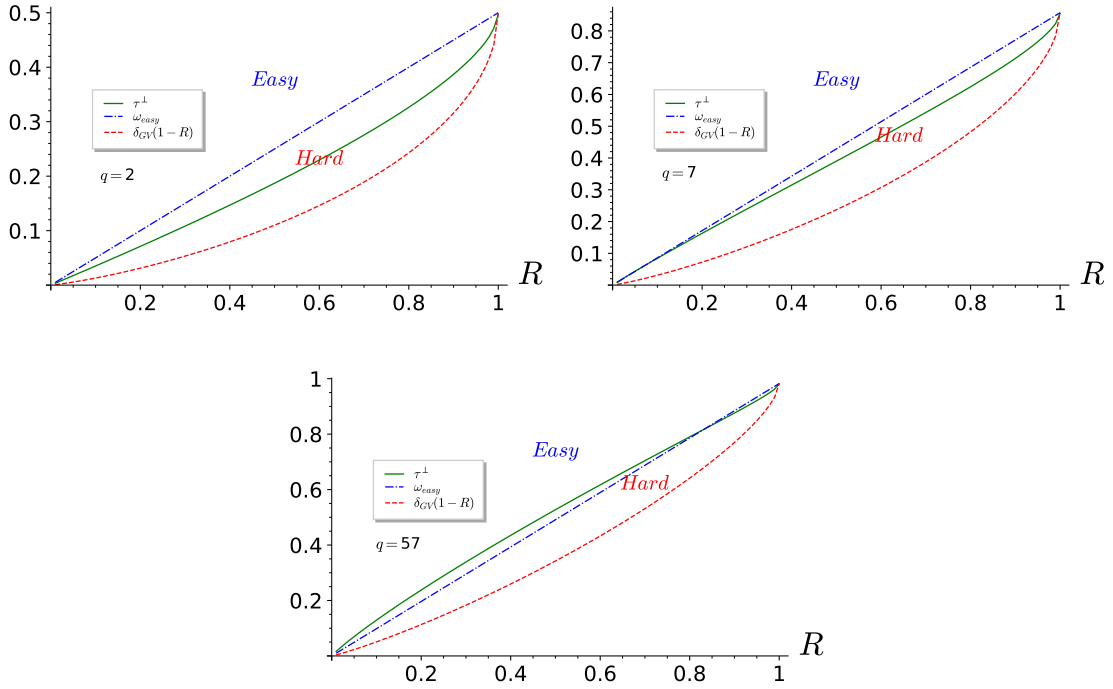 0.5
0.4
0.3
0.2
0.1
Easy
τ⊥
ω_easy
δ_GV(1−R)
Hard
q = 2
0.2 0.4 0.6 0.8 1
R
0.8
0.7
0.6
0.5
0.4
0.3
0.2
0.1
Easy
τ⊥
ω_easy
δ_GV(1−R)
Hard
q = 7
0.2 0.4 0.6 0.8 1
R
1
0.8
0.6
0.4
0.2
Easy
τ⊥
ω_easy
δ_GV(1−R)
Hard
q = 57
0.2 0.4 0.6 0.8 1
R